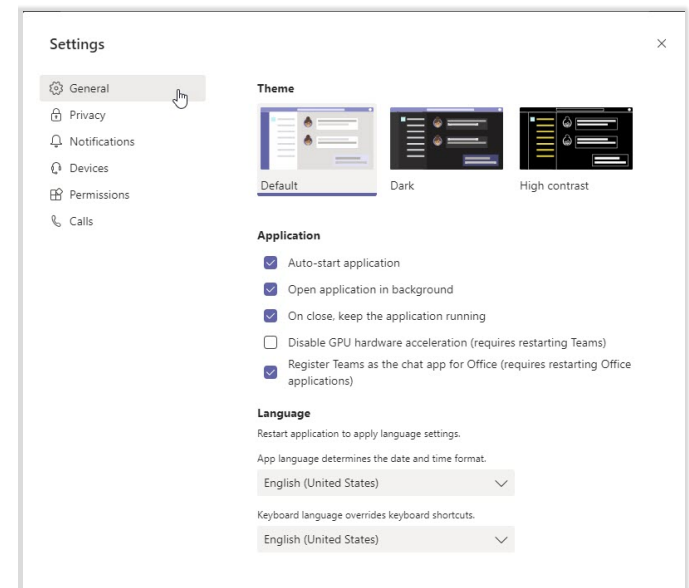 Settings
General
Privacy
Notifications
Devices
Permissions
Calls
Theme
Default
Dark
High contrast
Application
Auto-start application
Open application in background
On close, keep the application running
Disable GPU hardware acceleration (requires restarting Teams)
Register Teams as the chat app for Office (requires restarting Office
applications)
Language
Restart application to apply language settings.
App language determines the date and time format.
English (United States)
Keyboard language overrides keyboard shortcuts.
English (United States)